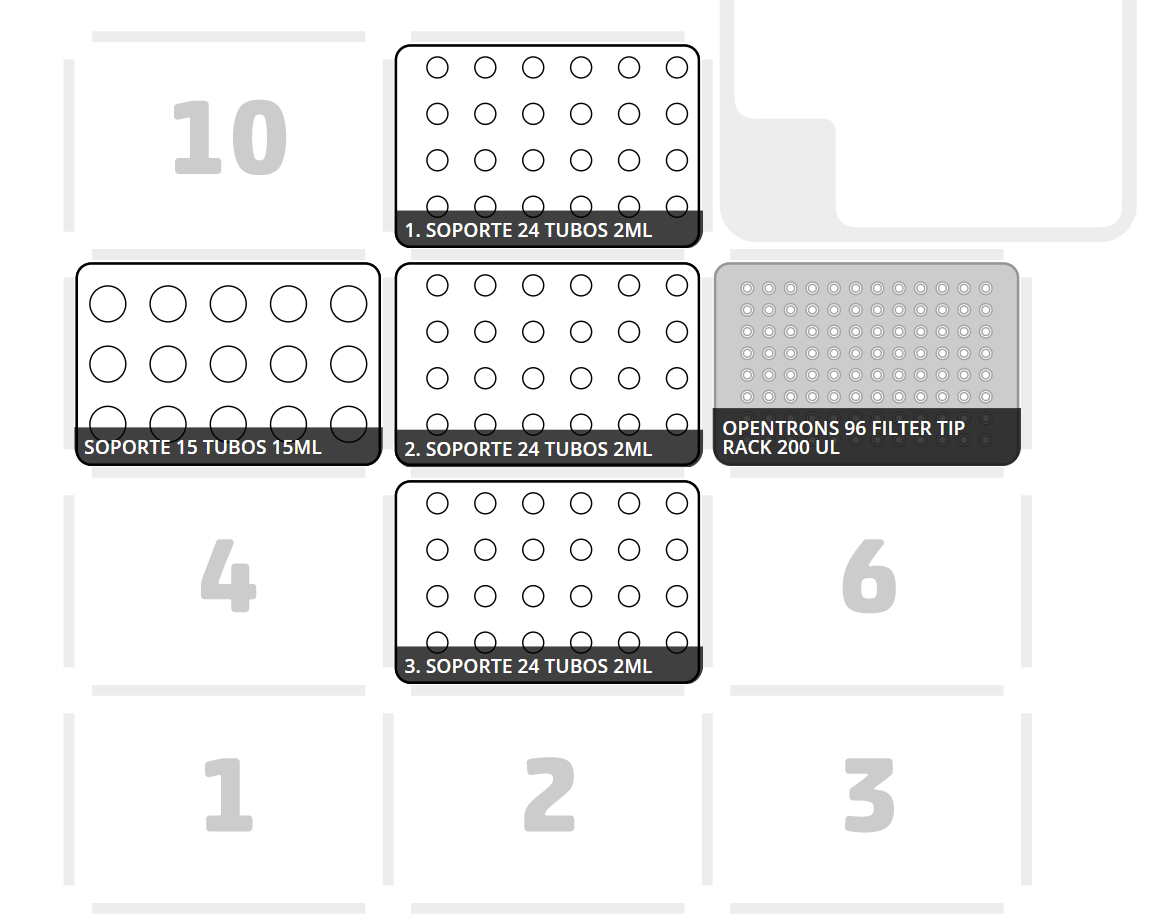 10
1. SOPORTE 24 TUBOS 2ML
SOPORTE 15 TUBOS 15ML
2. SOPORTE 24 TUBOS 2ML
OPENTRONS 96 FILTER TIP
RACK 200 UL
4
3. SOPORTE 24 TUBOS 2ML
6
1
2
3